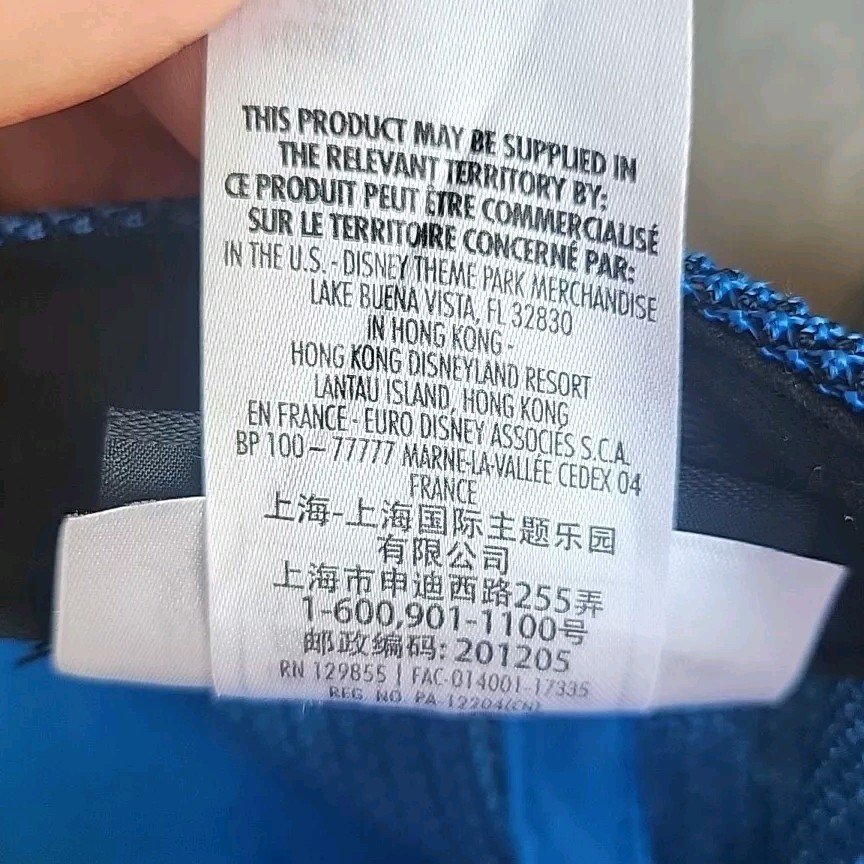 THIS PRODUCT MAY BE SUPPLIED IN
THE RELEVANT TERRITORY BY:
CE PRODUIT PEUT ÊTRE COMMERCIALISÉ
SUR LE TERRITOIRE CONCERNÉ PAR:
IN THE U.S. - DISNEY THEME PARK MERCHANDISE
LAKE BUENA VISTA, FL 32830
IN HONG KONG -
HONG KONG DISNEYLAND RESORT
LANTAU ISLAND, HONG KONG
EN FRANCE - EURO DISNEY ASSOCIÉS S.C.A.
BP 100 – 77777 MARNE-LA-VALLÉE CEDEX 04
FRANCE
上海-上海国际主题乐园
有限公司
上海市申迪西路255弄
1-600,901-1100号
邮政编码: 201205
RN 129855 | FAC-014001-17335
REG. NO. PA-12204(CN)